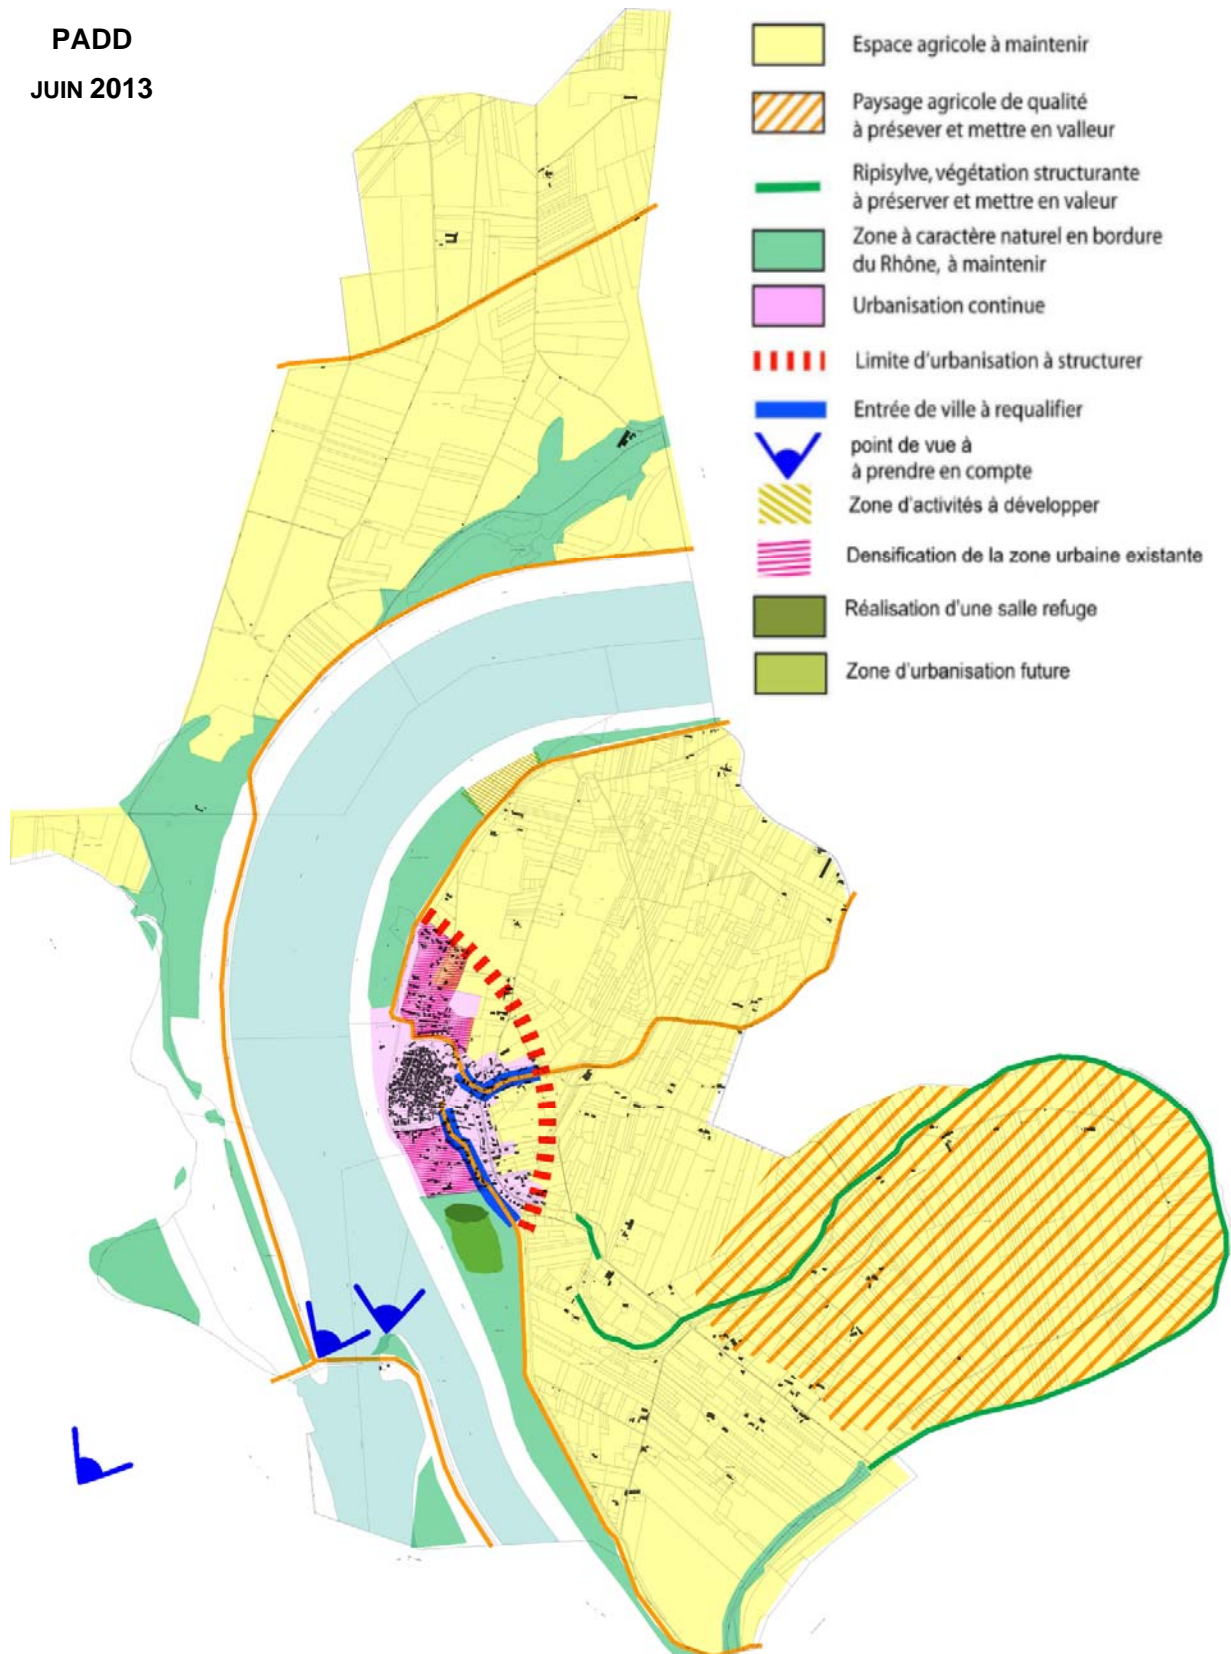 PADD
JUIN 2013
Espace agricole à maintenir
Paysage agricole de qualité
à présever et mettre en valleur
Ripisylve, végétation structurante
à préserver et mettre en valeur
Zone à caractère naturel en bordure
du Rhône, à maintenir
Urbanisation continue
Limite d'urbanisation à structurer
Entrée de ville à requalifier
point de vue à
à prendre en compte
Zone d'activités à développer
Densification de la zone urbaine existante
Réalisation d'une salle refuge
Zone d'urbanisation future